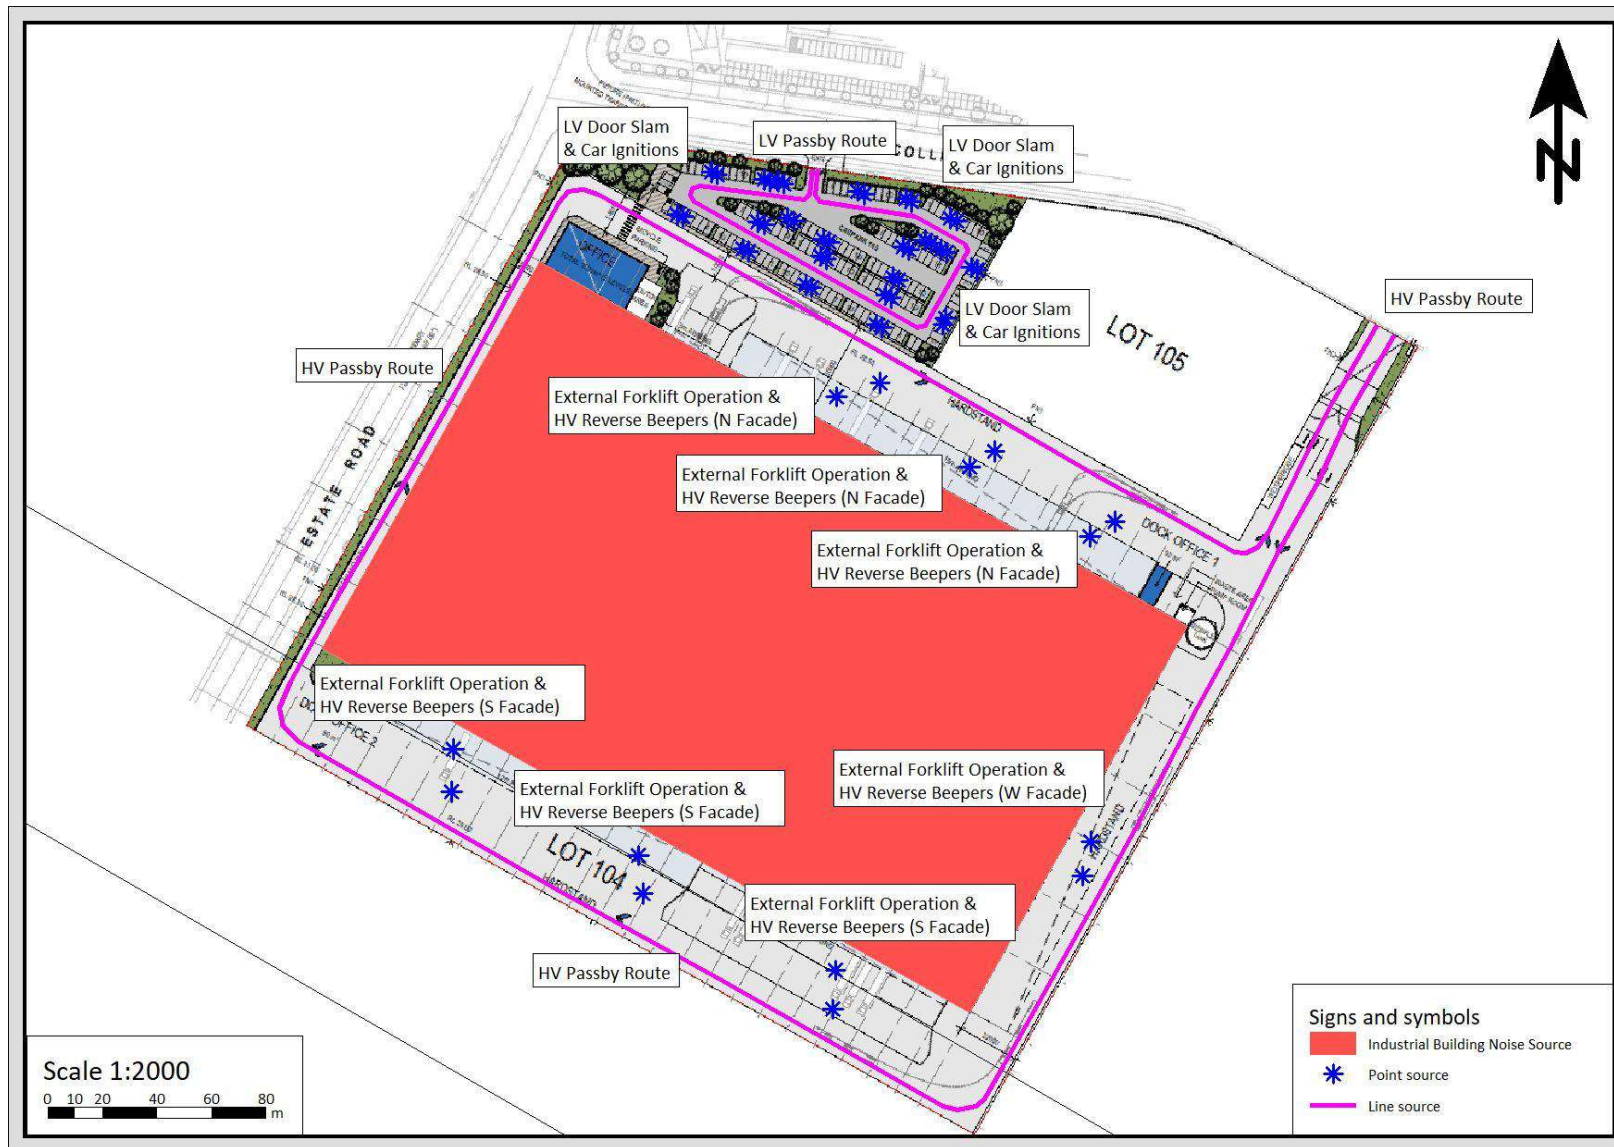 LV Door Slam
& Car Ignitions
LV Passby Route
LV Door Slam
& Car Ignitions
N
OFFICE
LV Door Slam
& Car Ignitions
HV Passby Route
LOT 105
HV Passby Route
External Forklift Operation &
HV Reverse Beepers (N Facade)
HARDSTAND
External Forklift Operation &
HV Reverse Beepers (N Facade)
ESTATE ROAD
DOCK OFFICE 1
External Forklift Operation &
HV Reverse Beepers (N Facade)
External Forklift Operation &
HV Reverse Beepers (S Facade)
OFFICE 2
External Forklift Operation &
HV Reverse Beepers (W Facade)
External Forklift Operation &
HV Reverse Beepers (S Facade)
HARDSTAND
LOT 104
HARDSTAND
External Forklift Operation &
HV Reverse Beepers (S Facade)
HV Passby Route
Signs and symbols
Industrial Building Noise Source
Point source
Line source
Scale 1:2000
0 10 20 40 60 80
m